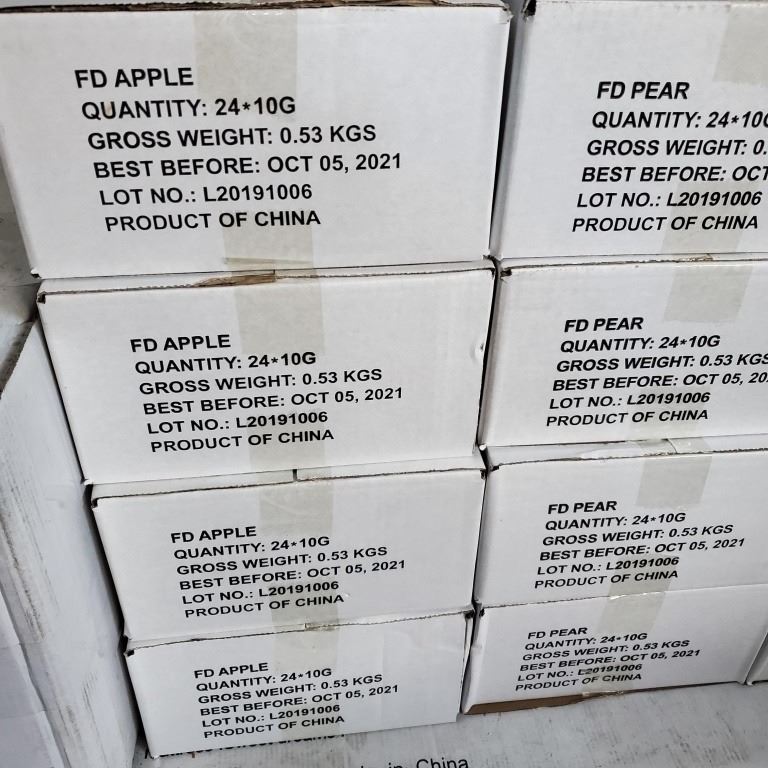 FD APPLE
QUANTITY: 24*10G
GROSS WEIGHT: 0.53 KGS
BEST BEFORE: OCT 05, 2021
LOT NO.: L20191006
PRODUCT OF CHINA
FD PEAR
QUANTITY: 24*10G
GROSS WEIGHT: 0.
BEST BEFORE: OCT
LOT NO.: L20191006
PRODUCT OF CHINA
FD APPLE
QUANTITY: 24*10G
GROSS WEIGHT: 0.53 KGS
BEST BEFORE: OCT 05, 2021
LOT NO.: L20191006
PRODUCT OF CHINA
FD PEAR
QUANTITY: 24*10G
GROSS WEIGHT: 0.53 KGS
BEST BEFORE: OCT 05, 20
LOT NO.: L20191006
PRODUCT OF CHINA
FD APPLE
QUANTITY: 24*10G
GROSS WEIGHT: 0.53 KGS
BEST BEFORE: OCT 05, 2021
LOT NO.: L20191006
PRODUCT OF CHINA
FD PEAR
QUANTITY: 24*10G
GROSS WEIGHT: 0.53 KGS
BEST BEFORE: OCT 05, 2021
LOT NO.: L20191006
PRODUCT OF CHINA
FD APPLE
QUANTITY: 24*10G
GROSS WEIGHT: 0.53 KGS
BEST BEFORE: OCT 05, 2021
LOT NO.: L20191006
PRODUCT OF CHINA
FD PEAR
QUANTITY: 24*10G
GROSS WEIGHT: 0.53 KGS
BEST BEFORE: OCT 05, 2021
LOT NO.: L20191006
PRODUCT OF CHINA
in China